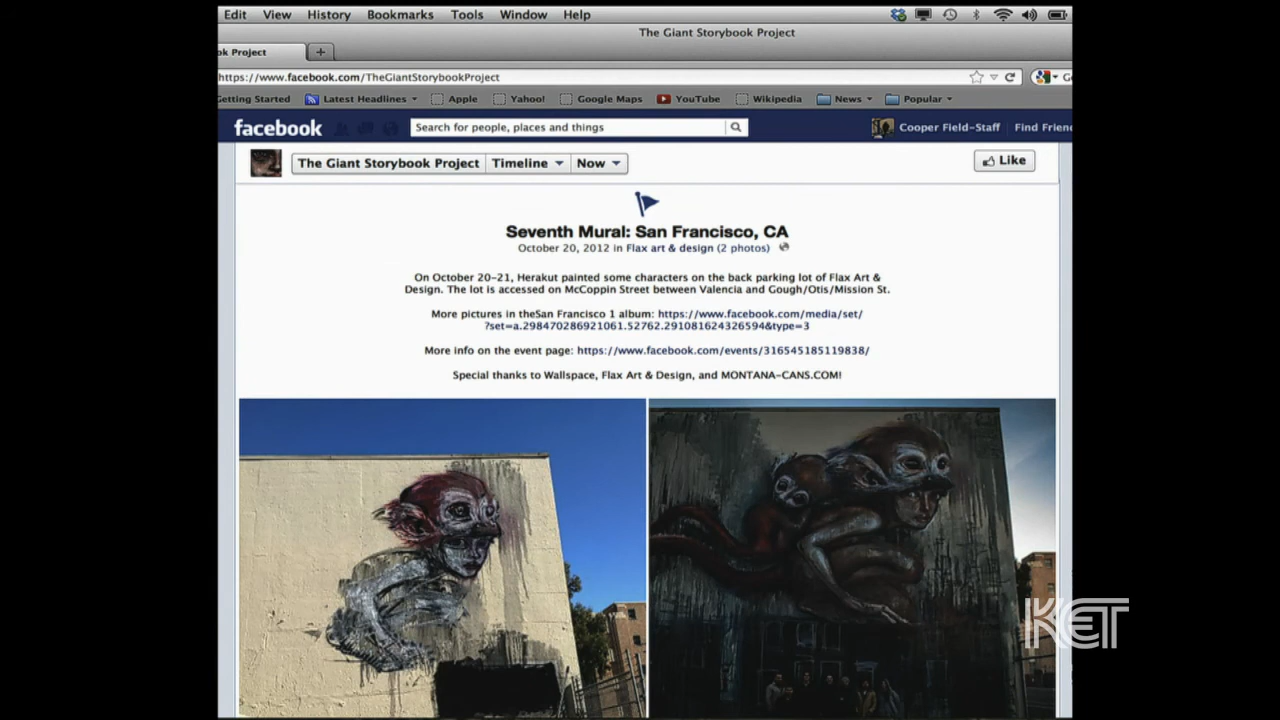 Edit View History Bookmarks Tools Window Help
The Giant Storybook Project
ok Project
https://www.facebook.com/TheGiantStorybookProject
Getting Started Latest Headlines Apple Yahoo! Google Maps YouTube Wikipedia News Popular
facebook Search for people, places and things Cooper Field-Staff Find Frien
The Giant Storybook Project Timeline Now Like
Seventh Mural: San Francisco, CA
October 20, 2012 in Flax art & design (2 photos)
On October 20-21, Herakut painted some characters on the back parking lot of Flax Art &
Design. The lot is accessed on McCoppin Street between Valencia and Gough/Otis/Mission St.
More pictures in theSan Francisco 1 album: https://www.facebook.com/media/set/
?set=a.298470286921061.52762.291081624326594&type=3
More info on the event page: https://www.facebook.com/events/316545185119838/
Special thanks to Wallspace, Flax Art & Design, and MONTANA-CANS.COM!
KET